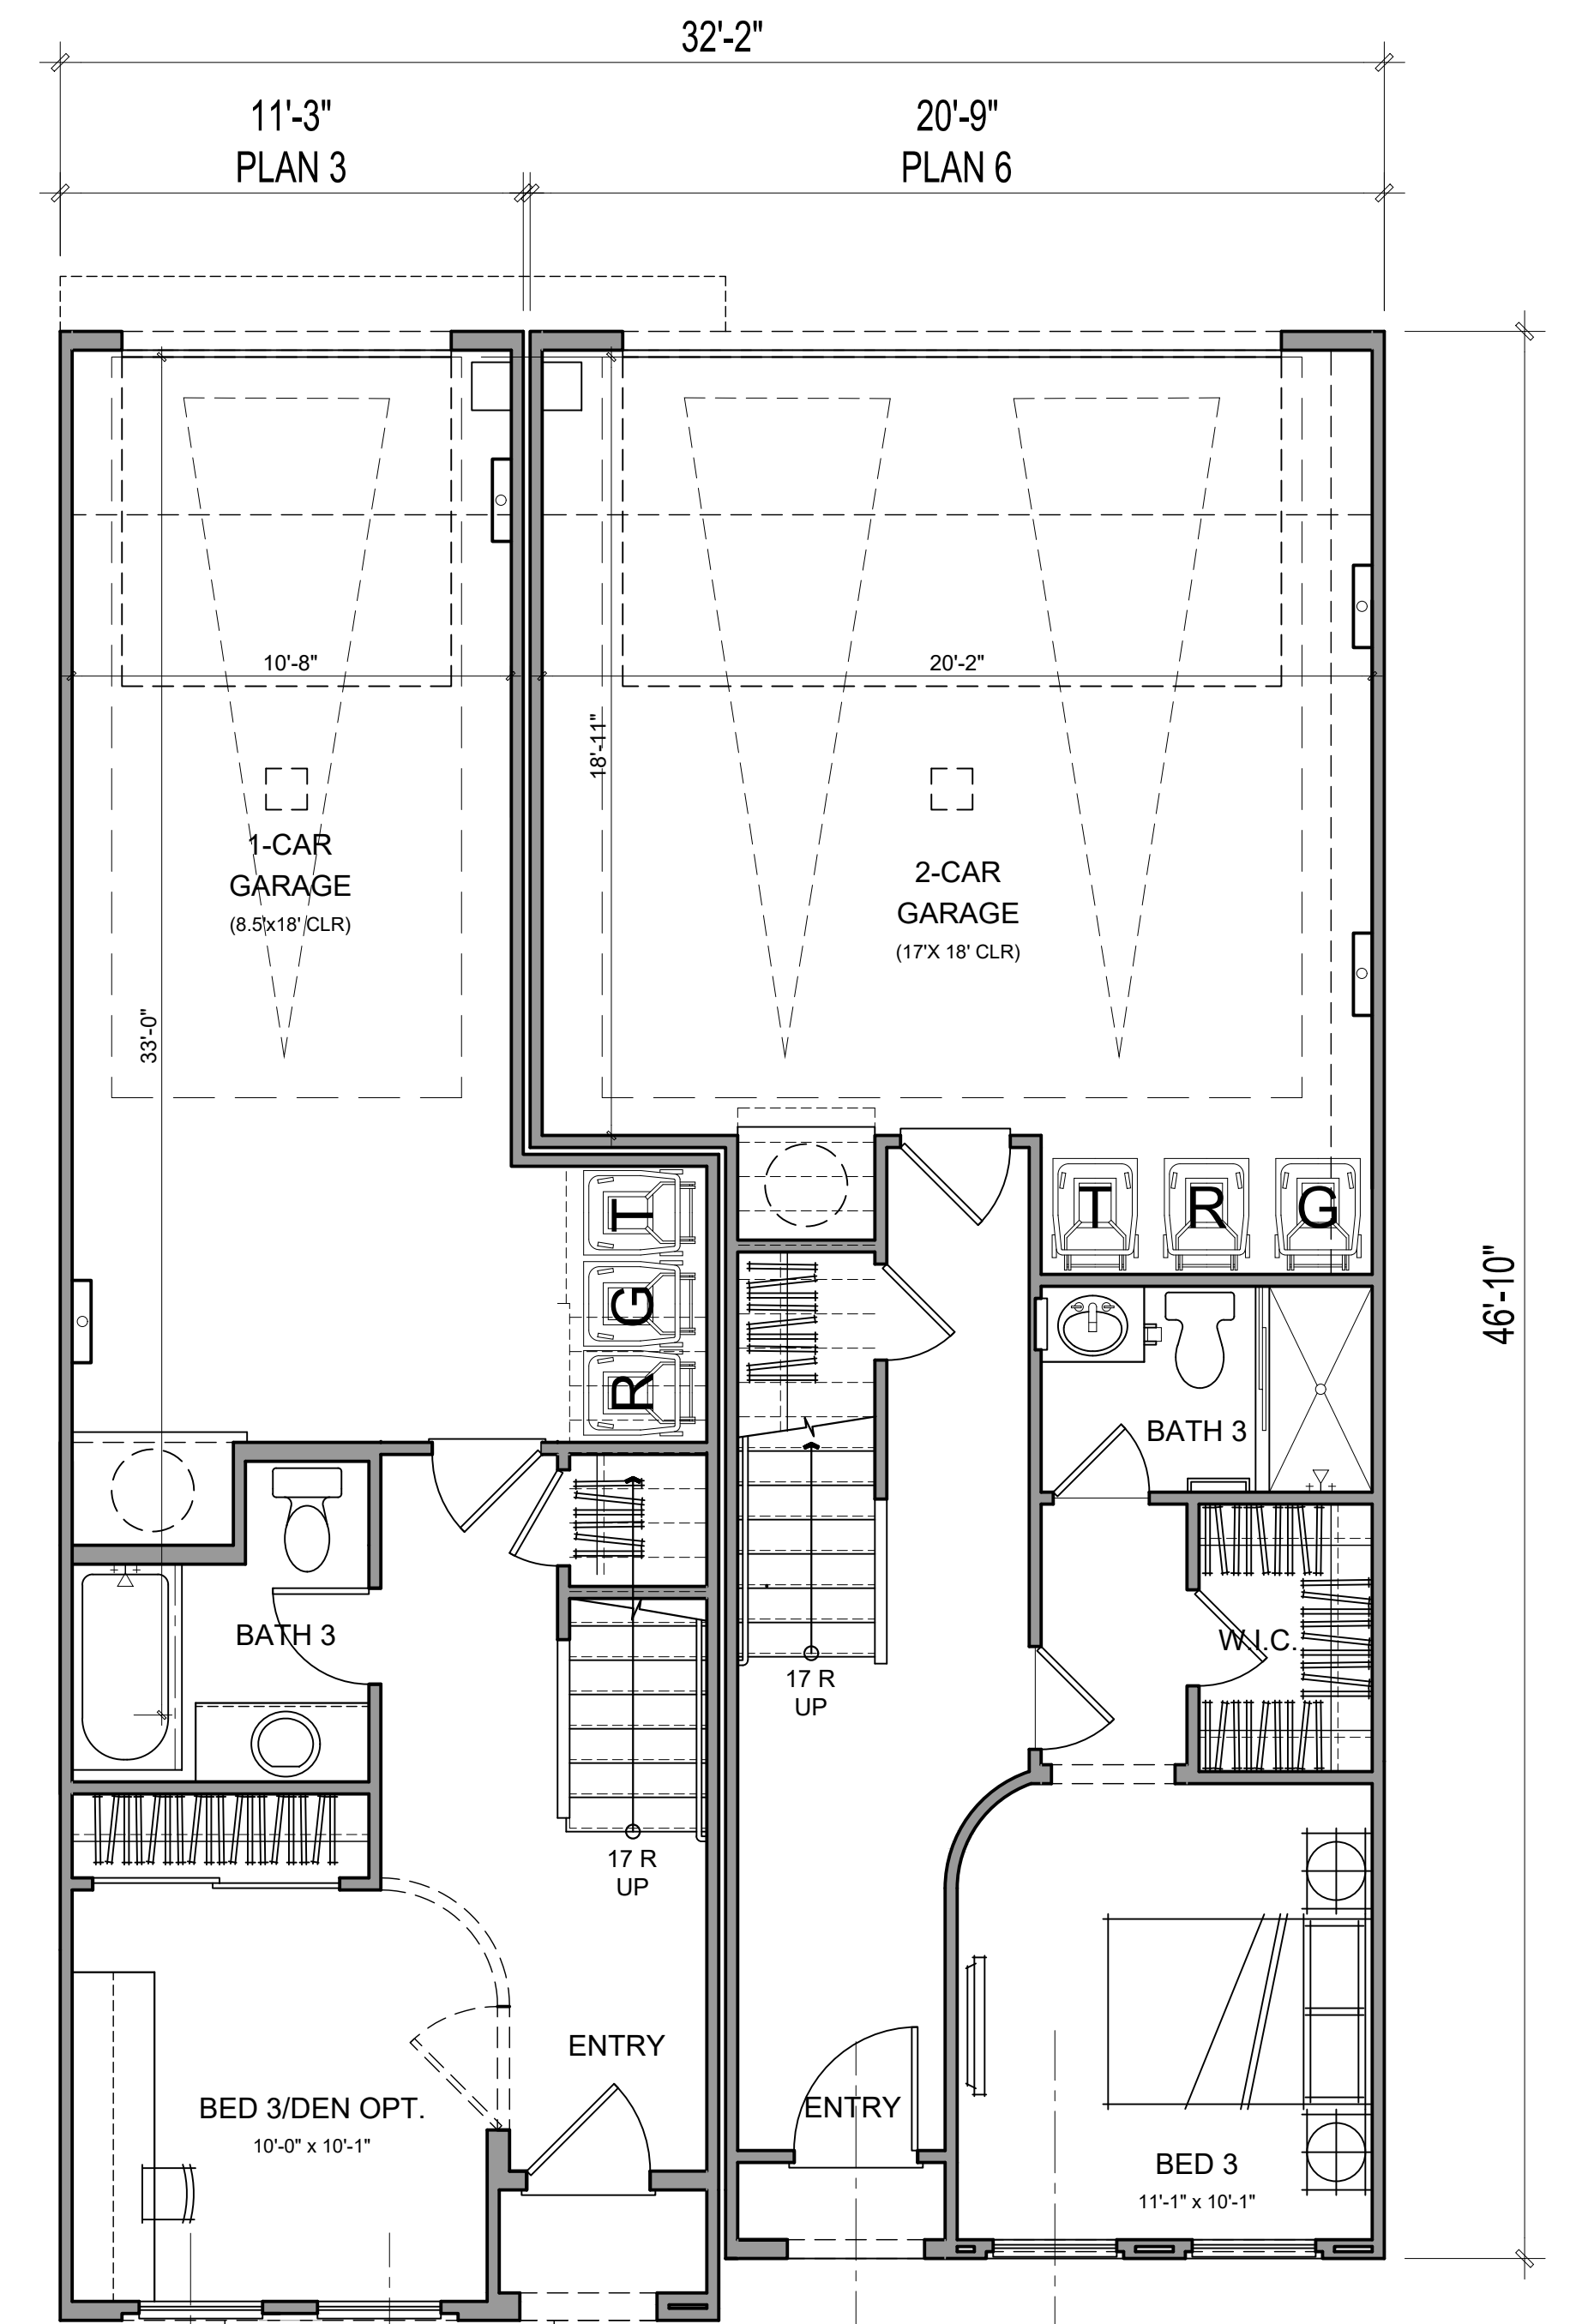 32'-2"
11'-3"
PLAN 3
20'-9"
PLAN 6
10'-8"
20'-2"
18'-11"
1-CAR
GARAGE
(8.5'x18' CLR)
2-CAR
GARAGE
(17'X 18' CLR)
33'-0"
T
G
R
T R G
46'-10"
BATH 3
BATH 3
W.I.C.
17 R
UP
17 R
UP
ENTRY
ENTRY
BED 3/DEN OPT.
10'-0" x 10'-1"
BED 3
11'-1" x 10'-1"